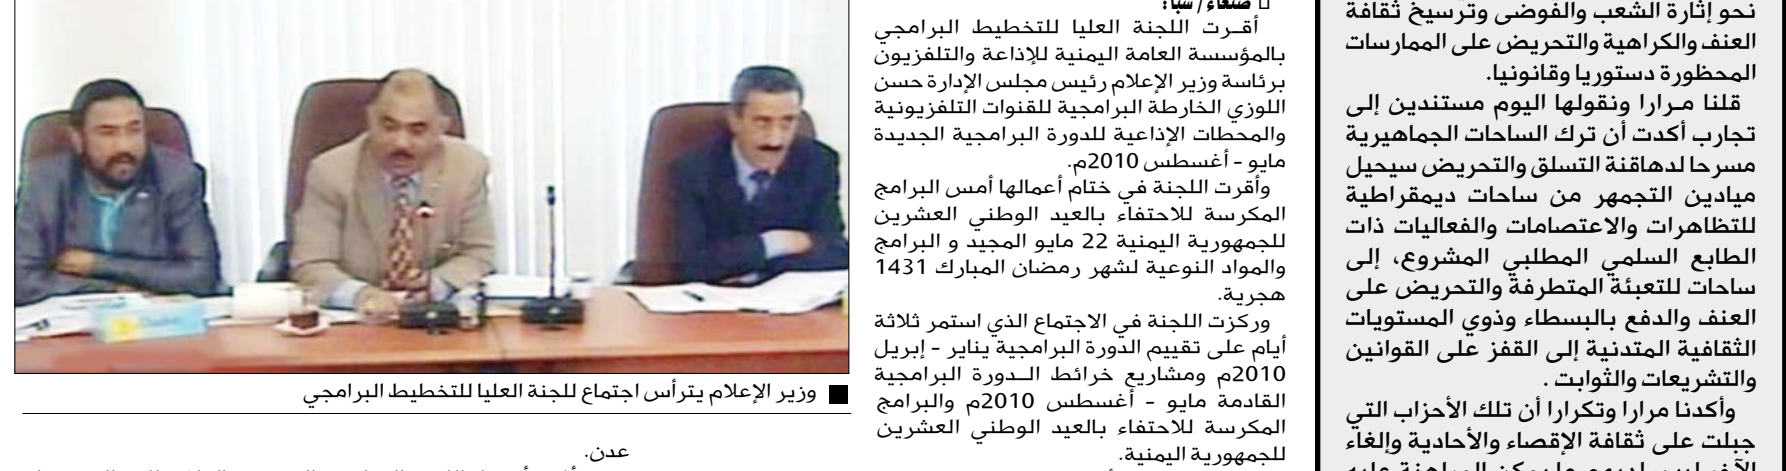 نحو إثارة الشعب والفوضى وترسيخ ثقافة
العنف والكراهية والتحريض على الممارسات
المحظورة دستوريا وقانونيا.
قلنا مرارا ونقولها اليوم مستندين إلى
تجارب أكدت أن ترك الساحات الجماهيرية
مسرحا لدهاقنة التسلق والتحريض سيحيل
ميادين التجمهر من ساحات ديمقراطية
للتظاهرات والاعتصامات والفعاليات ذات
الطابع السلمي المطلبي المشروع، إلى
ساحات للتعبئة المتطرفة والتحريض على
العنف والدفع بالبسطاء وذوي المستويات
الثقافية المتدنية إلى القفز على القوانين
والتشريعات والثوابت .
وأكدنا مرارا وتكرارا أن تلك الأحزاب التي
جبلت على ثقافة الإقصاء والأحادية وإلغاء
صنعاء / سبأ:
أقـرت اللجنة العليا للتخطيط البرامجي
بالمؤسسة العامة اليمنية للإذاعة والتلفزيون
برئاسة وزير الإعلام رئيس مجلس الإدارة حسن
اللوزي الخارطة البرامجية للقنوات التلفزيونية
والمحطات الإذاعية للدورة البرامجية الجديدة
مايو - أغسطس 2010م.
وأقرت اللجنة في ختام أعمالها أمس البرامج
المكرسة للاحتفاء بالعيد الوطني العشرين
للجمهورية اليمنية 22 مايو المجيد و البرامج
والمواد النوعية لشهر رمضان المبارك 1431
هجرية.
وركزت اللجنة في الاجتماع الذي استمر ثلاثة
أيام على تقييم الدورة البرامجية يناير - إبريل
2010م ومشاريع خرائط الـدورة البرامجية
القادمة مايو - أغسطس 2010م والبرامج
المكرسة للاحتفاء بالعيد الوطني العشرين
للجمهورية اليمنية.
وزير الإعلام يترأس اجتماع للجنة العليا للتخطيط البرامجي
عدن.